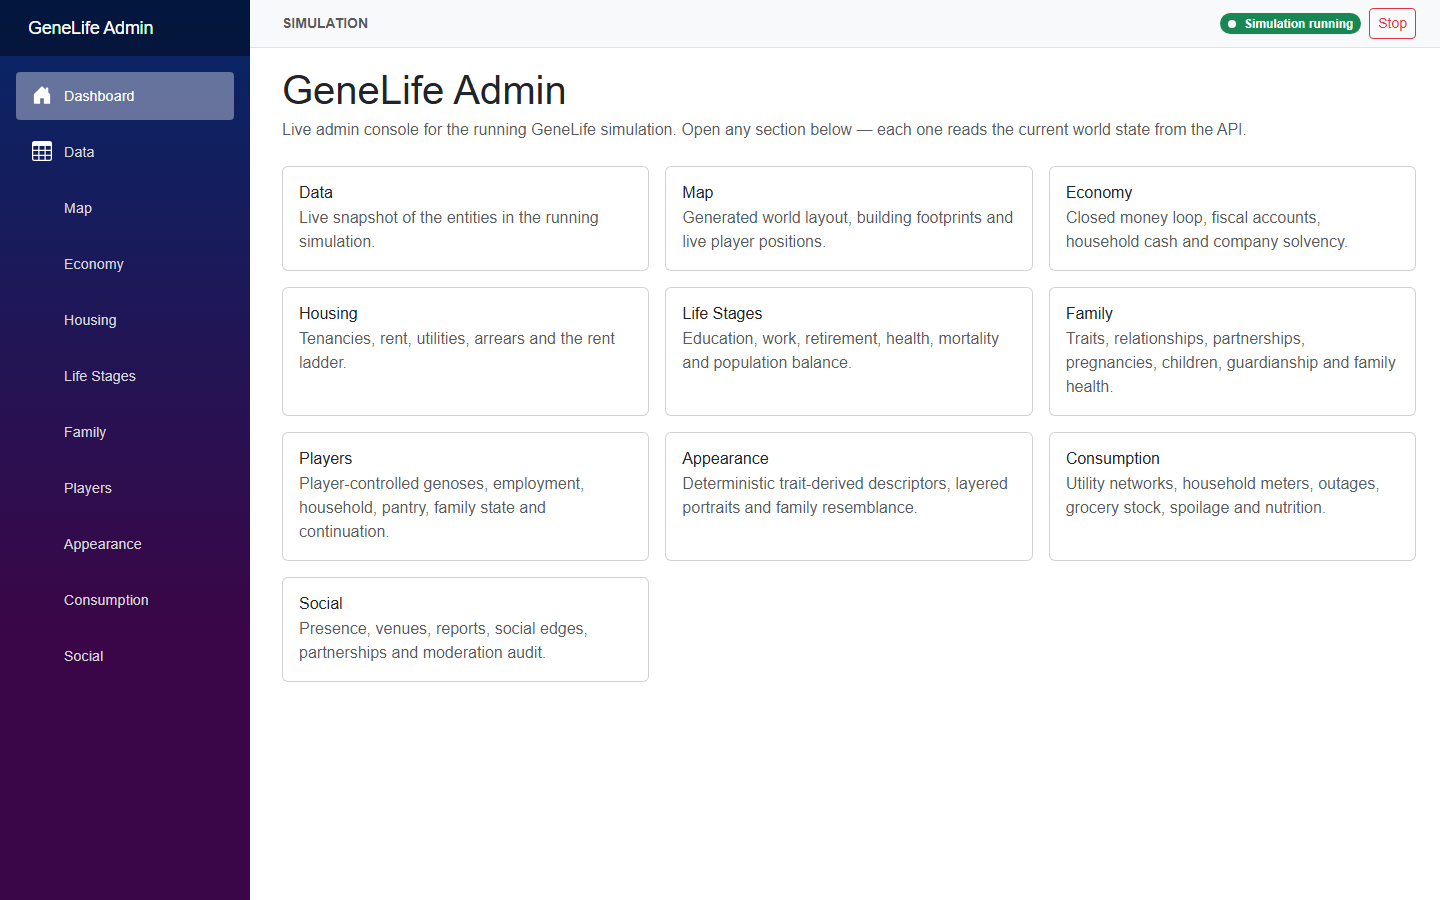 GeneLife Admin
SIMULATION
Simulation running
Stop
Dashboard
Data
Map
Economy
Housing
Life Stages
Family
Players
Appearance
Consumption
Social
GeneLife Admin
Live admin console for the running GeneLife simulation. Open any section below — each one reads the current world state from the API.
Data
Live snapshot of the entities in the running
simulation.
Map
Generated world layout, building footprints and
live player positions.
Economy
Closed money loop, fiscal accounts,
household cash and company solvency.
Housing
Tenancies, rent, utilities, arrears and the rent
ladder.
Life Stages
Education, work, retirement, health, mortality
and population balance.
Family
Traits, relationships, partnerships,
pregnancies, children, guardianship and family
health.
Players
Player-controlled genoses, employment,
household, pantry, family state and
continuation.
Appearance
Deterministic trait-derived descriptors, layered
portraits and family resemblance.
Consumption
Utility networks, household meters, outages,
grocery stock, spoilage and nutrition.
Social
Presence, venues, reports, social edges,
partnerships and moderation audit.